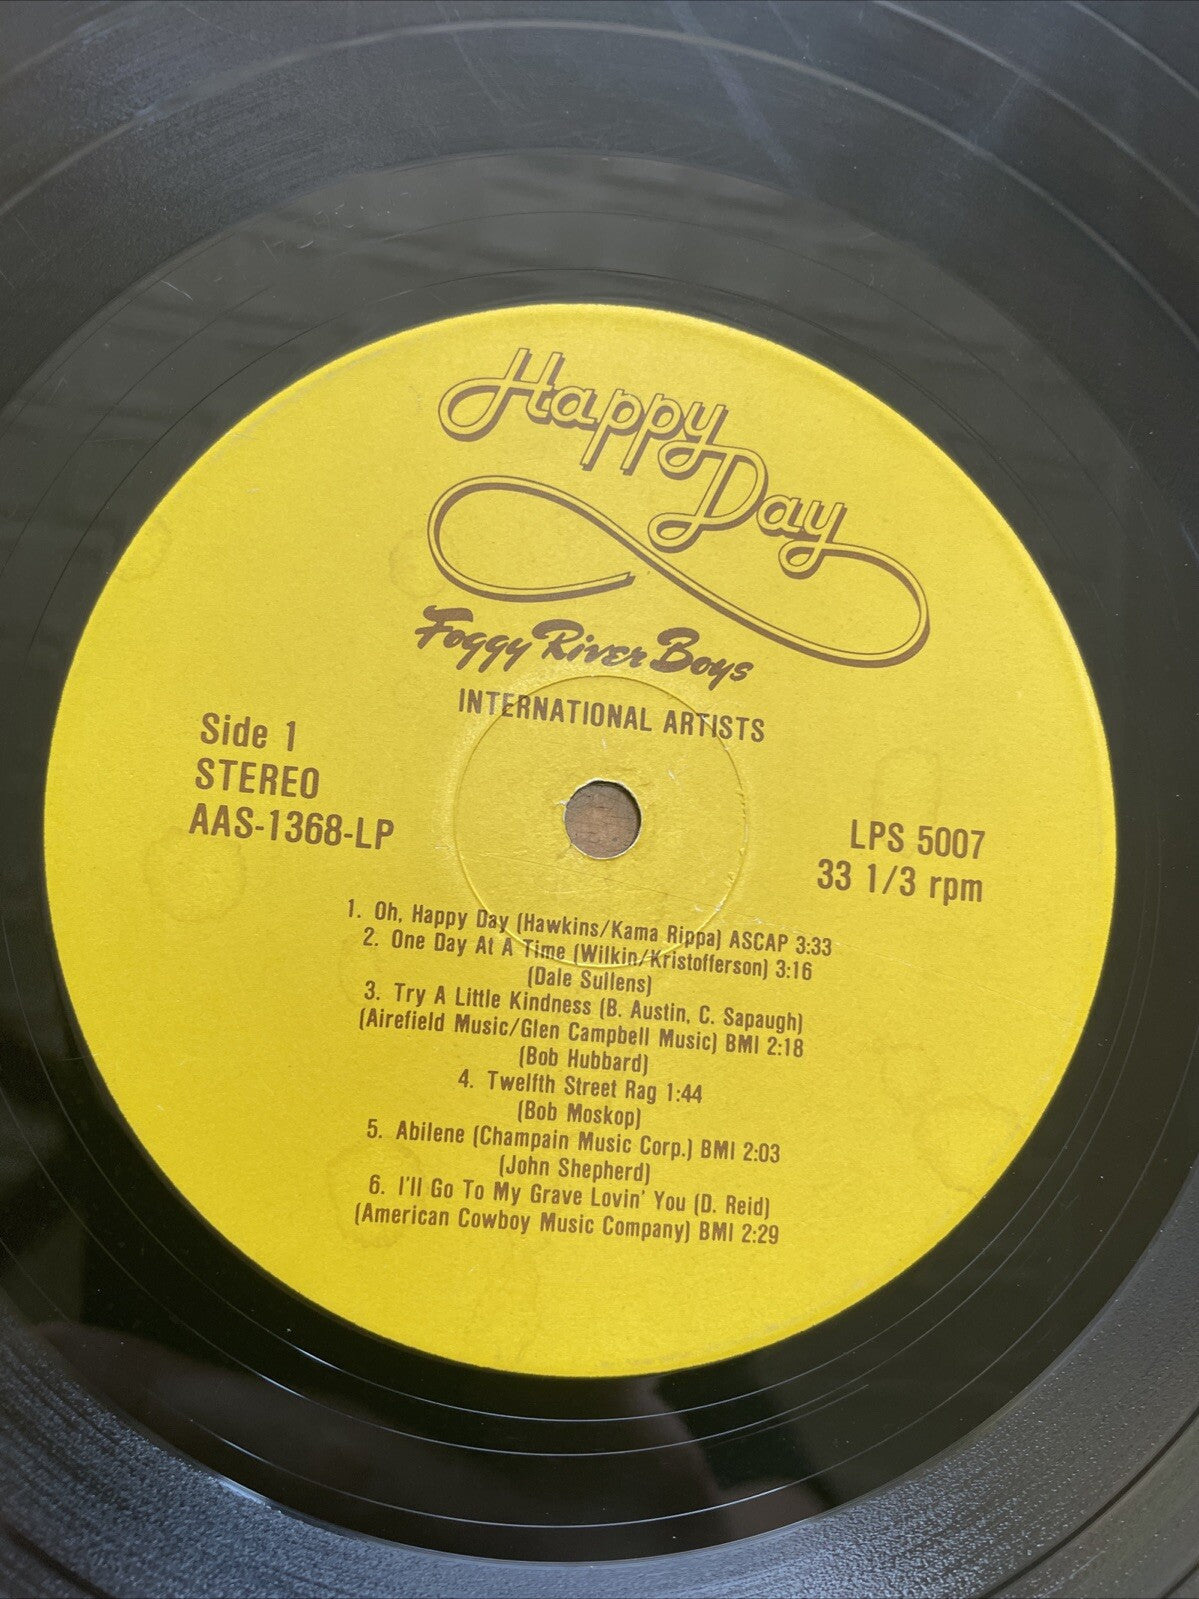 Happy
Day
Foggy River Boys
INTERNATIONAL ARTISTS
Side 1
STEREO
AAS-1368-LP
LPS 5007
33 1/3 rpm
1. Oh, Happy Day (Hawkins/Kama Rippa) ASCAP 3:33
2. One Day At A Time (Wilkin/Kristofferson) 3:16
(Dale Sullens)
3. Try A Little Kindness (B. Austin, C. Sapaugh)
(Airefield Music/Glen Campbell Music) BMI 2:18
(Bob Hubbard)
4. Twelfth Street Rag 1:44
(Bob Moskop)
5. Abilene (Champain Music Corp.) BMI 2:03
(John Shepherd)
6. I'll Go To My Grave Lovin' You (D. Reid)
(American Cowboy Music Company) BMI 2:29